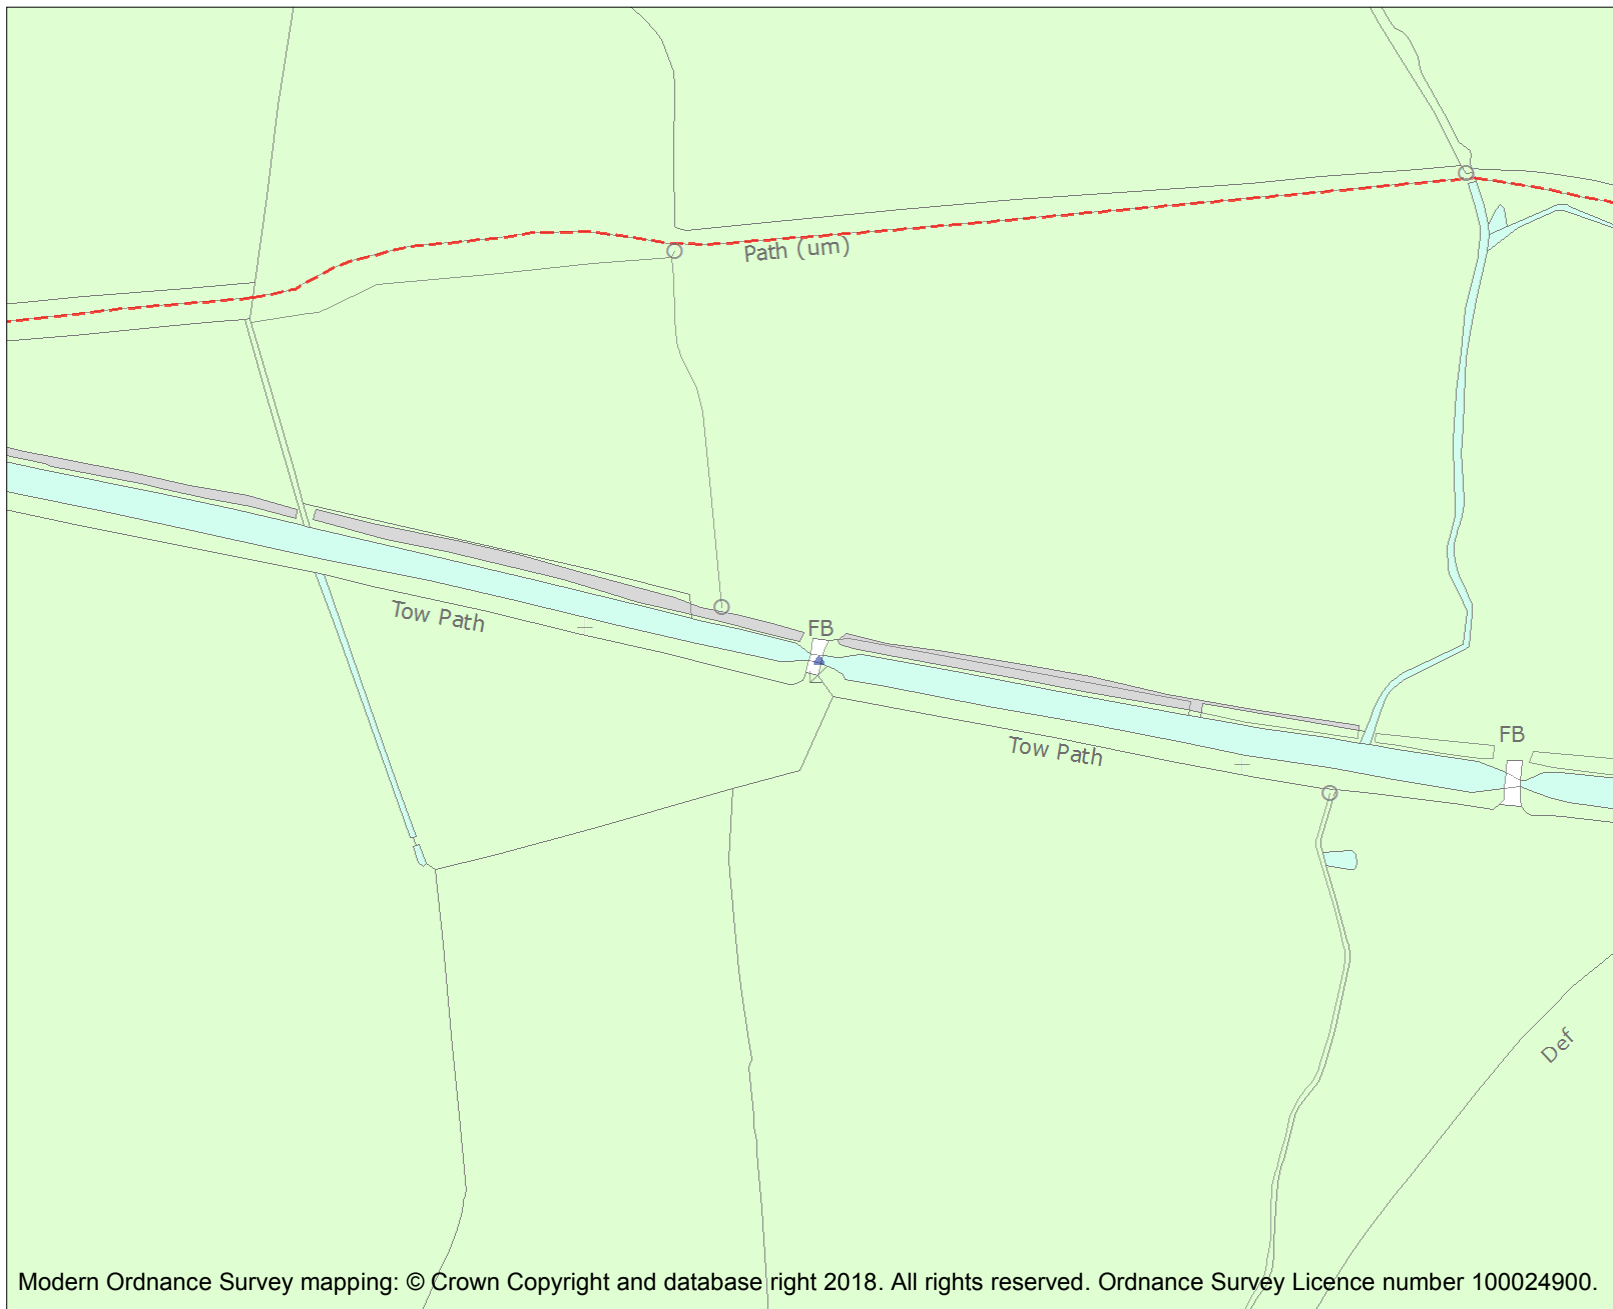 Path (um)
Tow Path
FB
Tow Path
FB
Def
Modern Ordnance Survey mapping: © Crown Copyright and database right 2018. All rights reserved. Ordnance Survey Licence number 100024900.